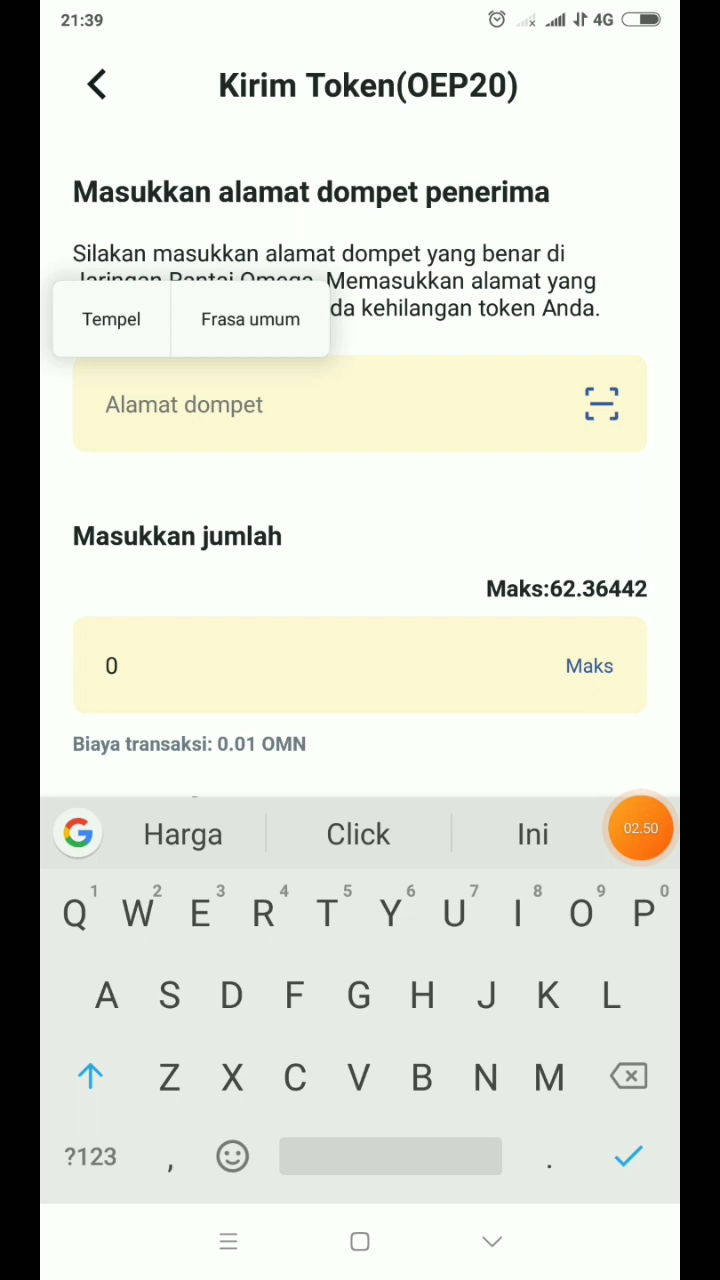 21:39
4G
Kirim Token(OEP20)
Masukkan alamat dompet penerima
Silakan masukkan alamat dompet yang benar di
Jaringan Pantai Omega. Memasukkan alamat yang
da kehilangan token Anda.
Tempel
Frasa umum
Alamat dompet
Masukkan jumlah
Maks:62.36442
0
Maks
Biaya transaksi: 0.01 OMN
G
Harga
Click
Ini
02.50
1 2 3 4 5 6 7 8 9 0
Q W E R T Y U I O P
A S D F G H J K L
Z X C V B N M
?123 , .